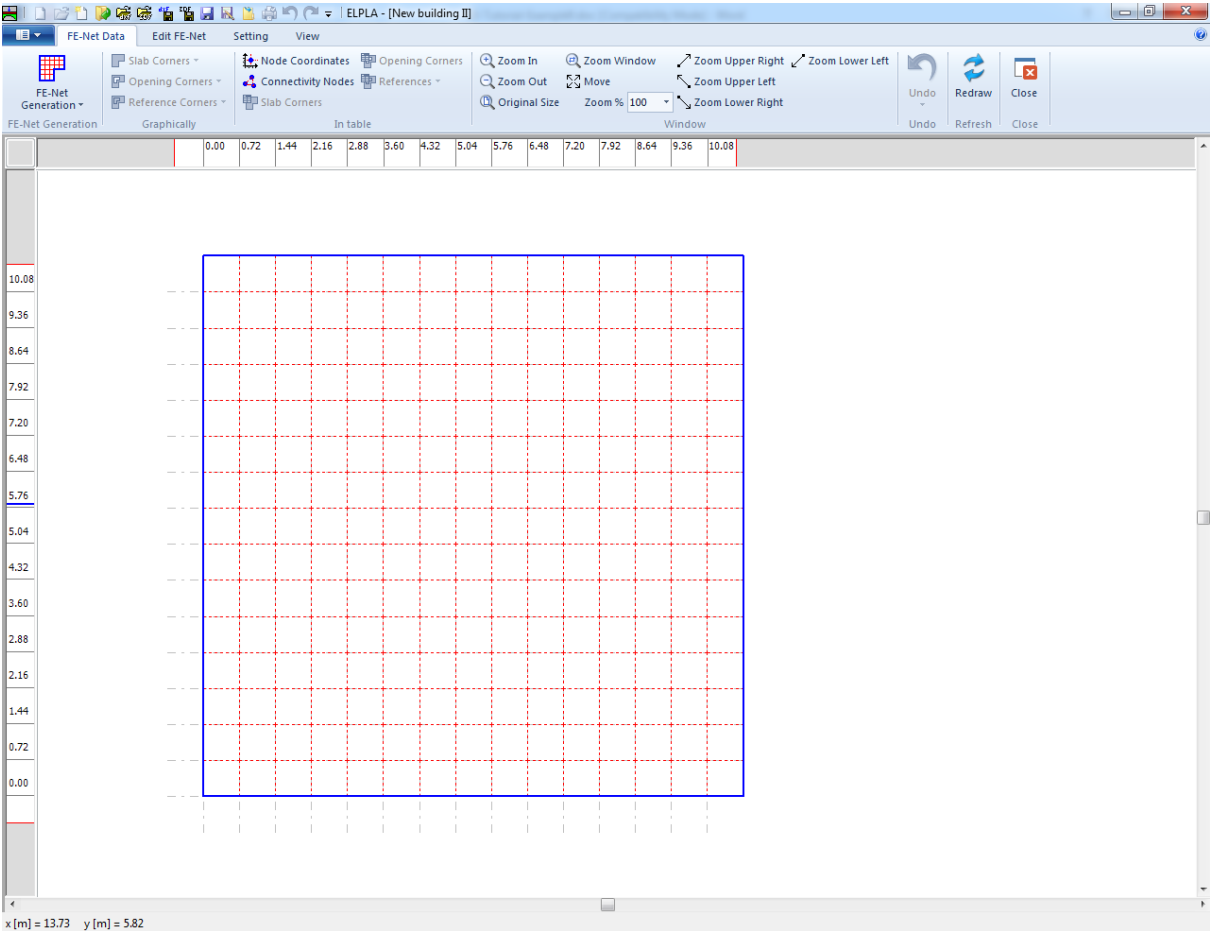 ELPLA - [New building II]
FE-Net Data Edit FE-Net Setting View
Slab Corners Node Coordinates Opening Corners Zoom In Zoom Window Zoom Upper Right Zoom Lower Left
Opening Corners Connectivity Nodes References Zoom Out Move Zoom Upper Left
FE-Net Generation Undo Redraw Close
Reference Corners Slab Corners Original Size Zoom % 100 Zoom Lower Right
FE-Net Generation Graphically In table Window Undo Refresh Close
0.00 0.72 1.44 2.16 2.88 3.60 4.32 5.04 5.76 6.48 7.20 7.92 8.64 9.36 10.08
10.08
9.36
8.64
7.92
7.20
6.48
5.76
5.04
4.32
3.60
2.88
2.16
1.44
0.72
0.00
x [m] = 13.73 y [m] = 5.82